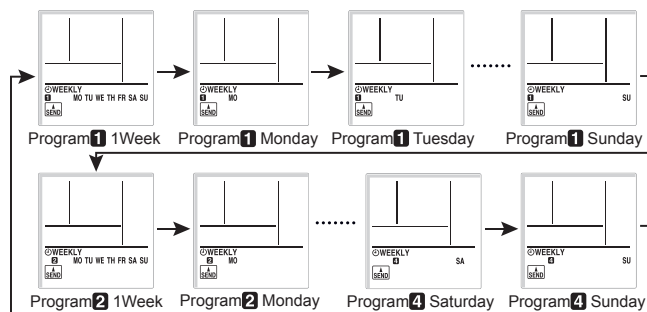 WEEKLY
1 MO TU WE TH FR SA SU
SEND
Program 1 1Week
WEEKLY
1 MO
SEND
Program 1 Monday
WEEKLY
1 TU
SEND
Program 1 Tuesday
WEEKLY
1 SU
SEND
Program 1 Sunday
WEEKLY
2 MO TU WE TH FR SA SU
SEND
Program 2 1Week
WEEKLY
2 MO
SEND
Program 2 Monday
WEEKLY
4 SA
SEND
Program 4 Saturday
WEEKLY
4 SU
SEND
Program 4 Sunday